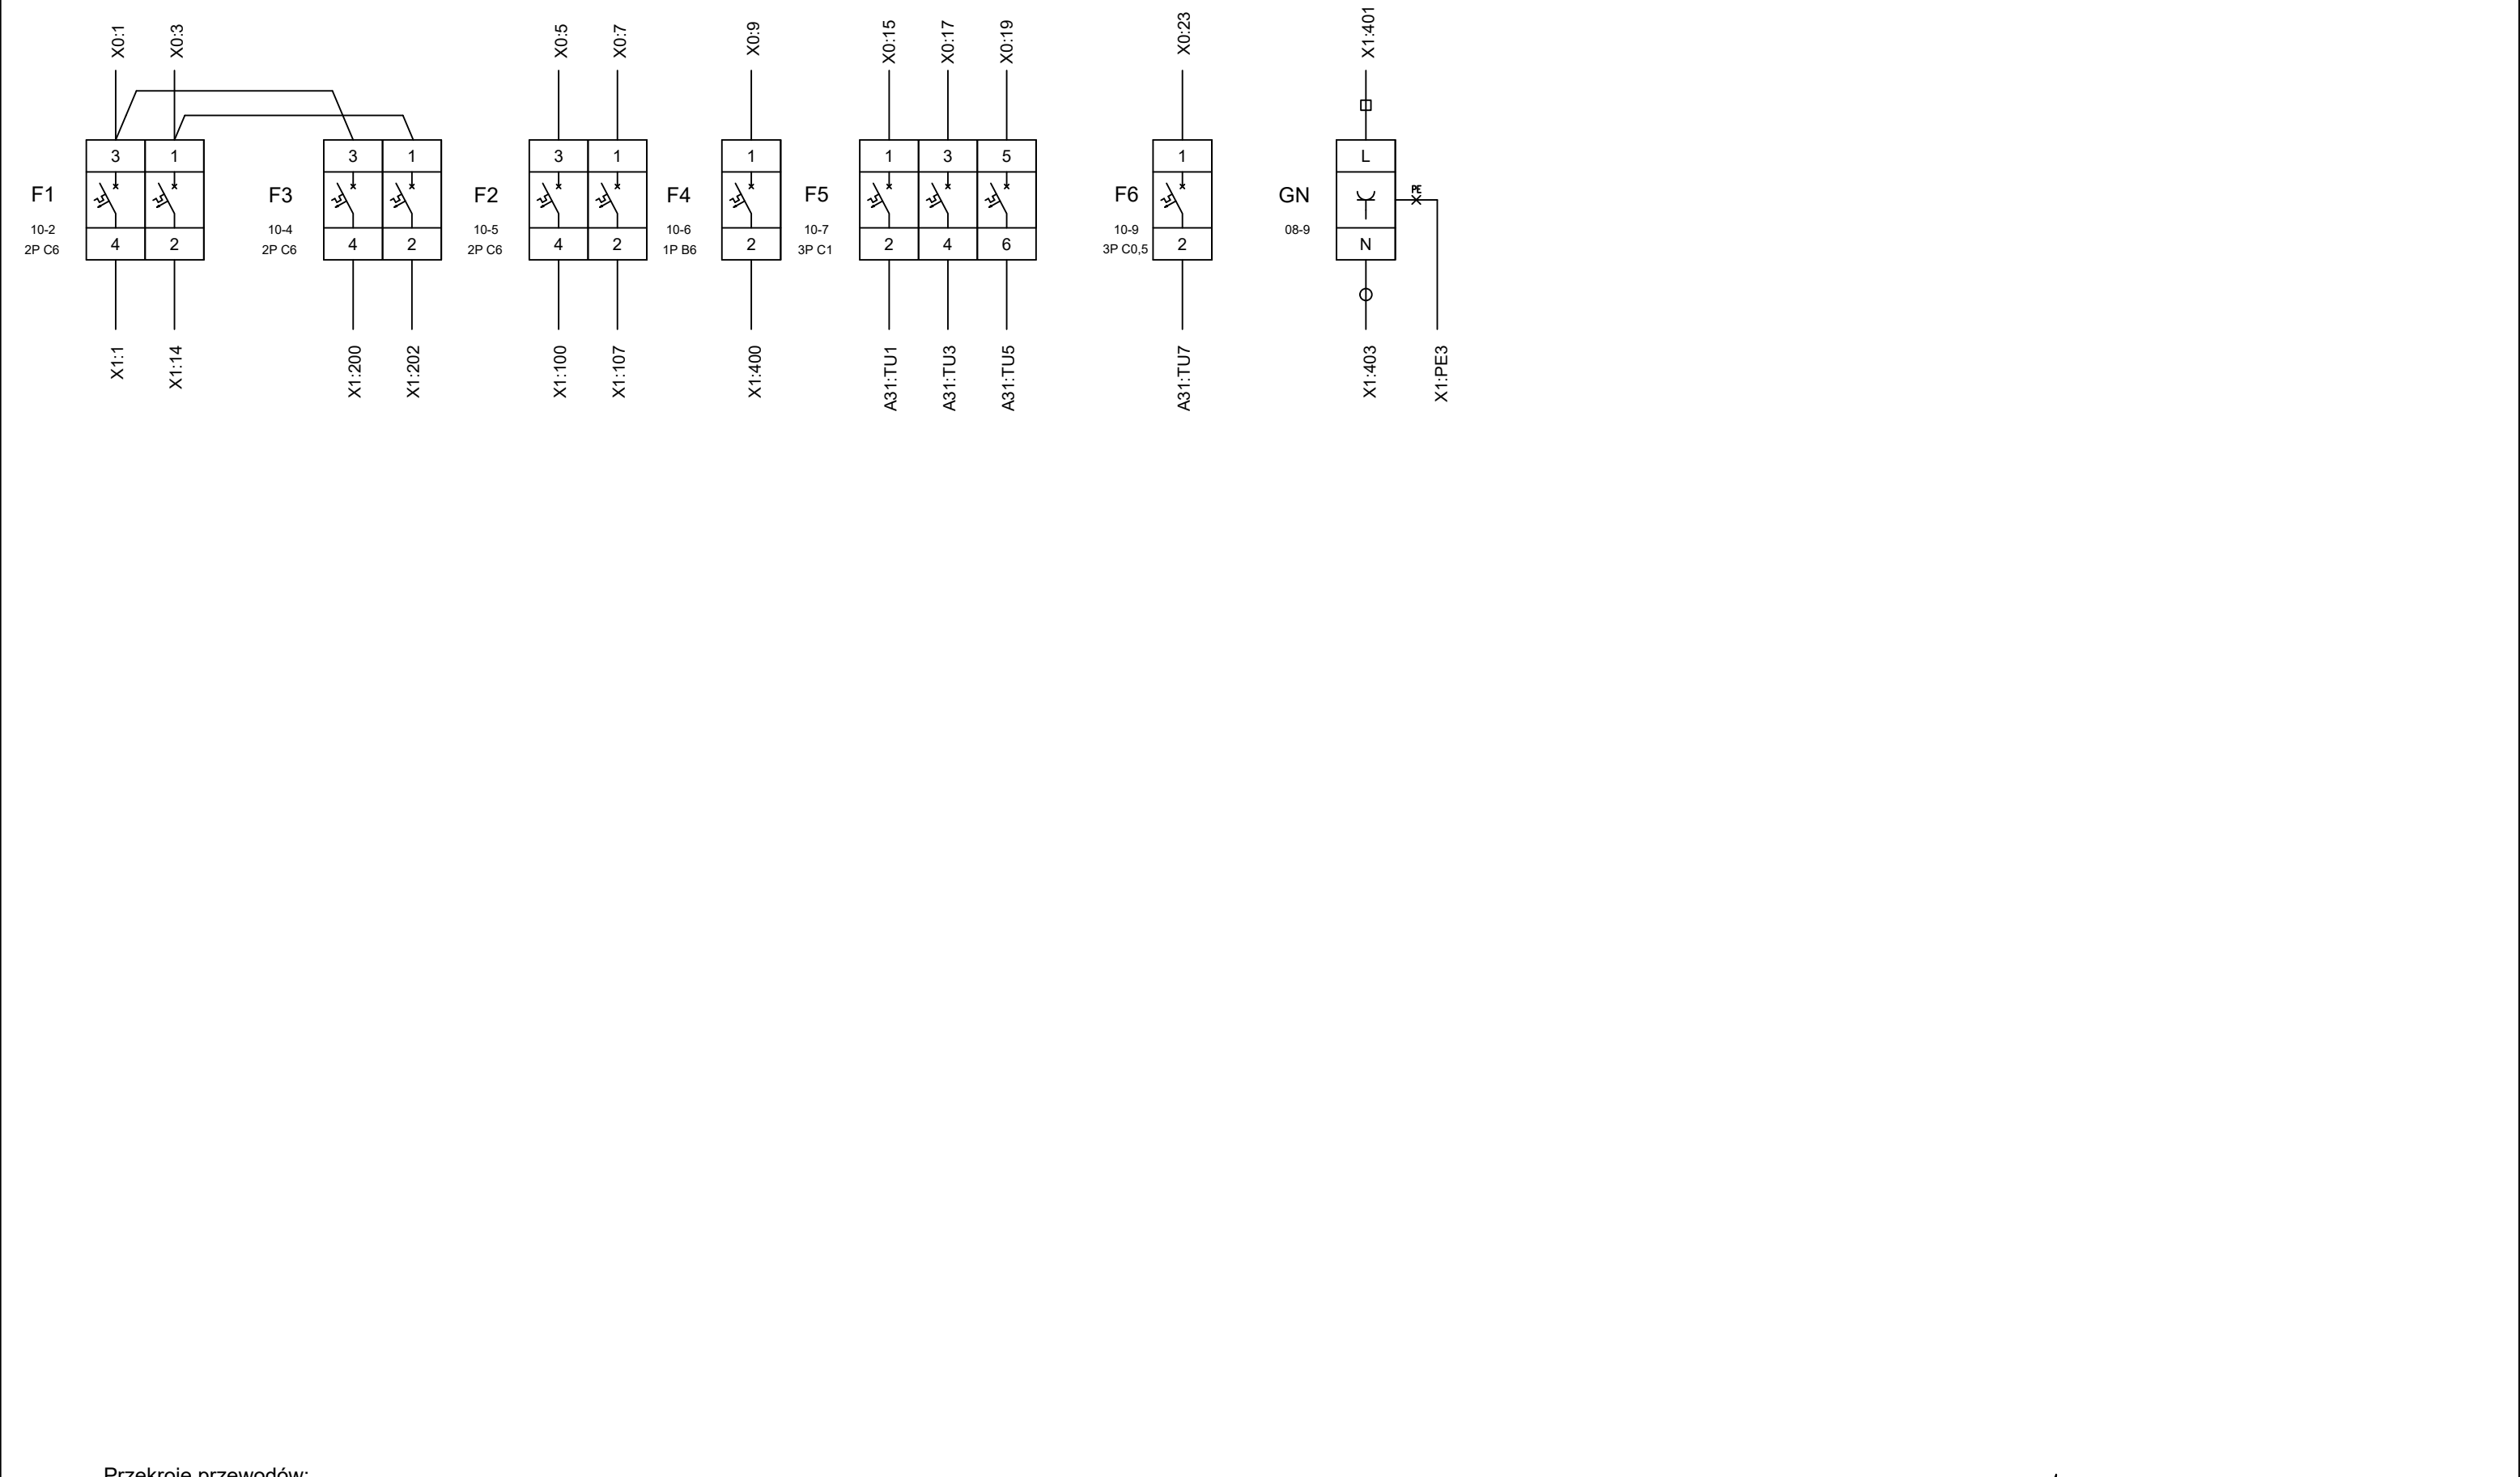 X0:1 X0:3 X0:5 X0:7 X0:9 X0:15 X0:17 X0:19 X0:23 X1:401
3 1 3 1 3 1 1 1 3 5 1 L
F1 F3 F2 F4 F5 F6 GN PE
10-2 10-4 10-5 10-6 10-7 10-9 08-9
2P C6 2P C6 2P C6 1P B6 3P C1 3P C0,5
4 2 4 2 4 2 2 2 4 6 2 N
X1:1 X1:14 X1:200 X1:202 X1:100 X1:107 X1:400 A31:TU1 A31:TU3 A31:TU5 A31:TU7 X1:403 X1:PE3
Przekroje przewodów: